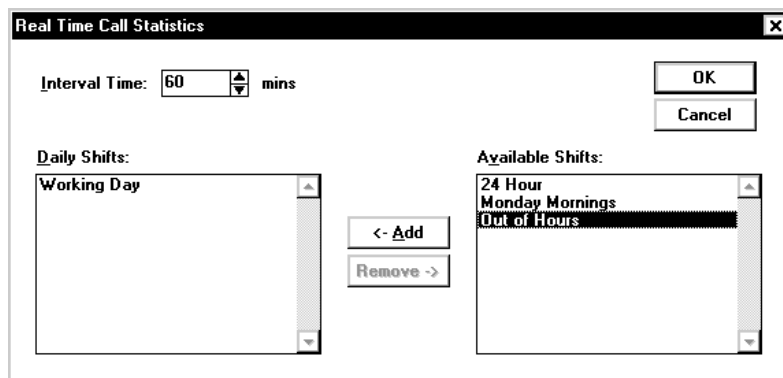 Real Time Call Statistics
Interval Time: 60 mins
OK
Cancel
Daily Shifts:
Working Day
<- Add
Remove ->
Available Shifts:
24 Hour
Monday Mornings
Out of Hours